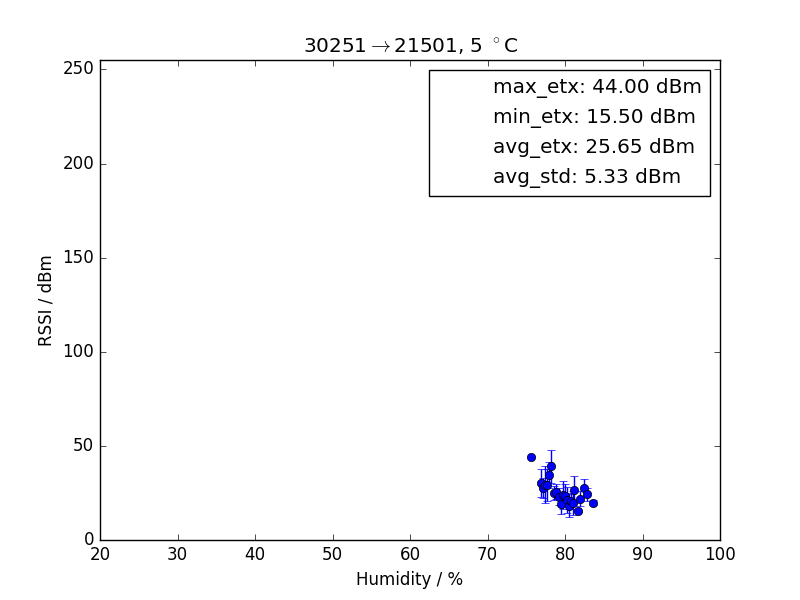 30251→21501, 5 °C
max_etx: 44.00 dBm
min_etx: 15.50 dBm
avg_etx: 25.65 dBm
avg_std: 5.33 dBm
RSSI / dBm
250
200
150
100
50
0
20 30 40 50 60 70 80 90 100
Humidity / %